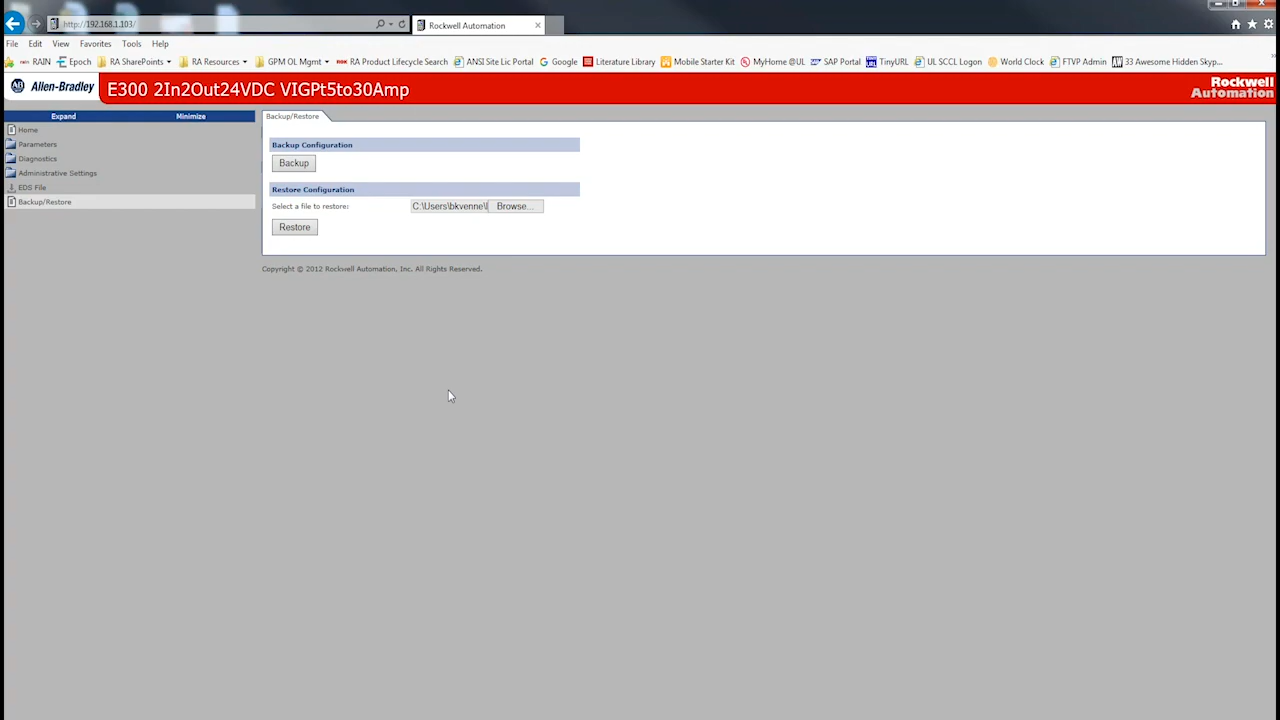 http://192.168.1.103/
Rockwell Automation
File Edit View Favorites Tools Help
RAIN Epoch RA SharePoints RA Resources GPM OL Mgmt ROK RA Product Lifecycle Search ANSI Site Lic Portal Google Literature Library Mobile Starter Kit MyHome @UL SAP Portal TinyURL UL SCCL Logon World Clock FTVP Admin 33 Awesome Hidden Skyp...
Allen-Bradley E300 2In2Out24VDC VIGPt5to30Amp
Rockwell
Automation
Expand Minimize
Home
Parameters
Diagnostics
Administrative Settings
EDS File
Backup/Restore
Backup/Restore
Backup Configuration
Backup
Restore Configuration
Select a file to restore: C:\Users\bkvenne\ Browse...
Restore
Copyright © 2012 Rockwell Automation, Inc. All Rights Reserved.